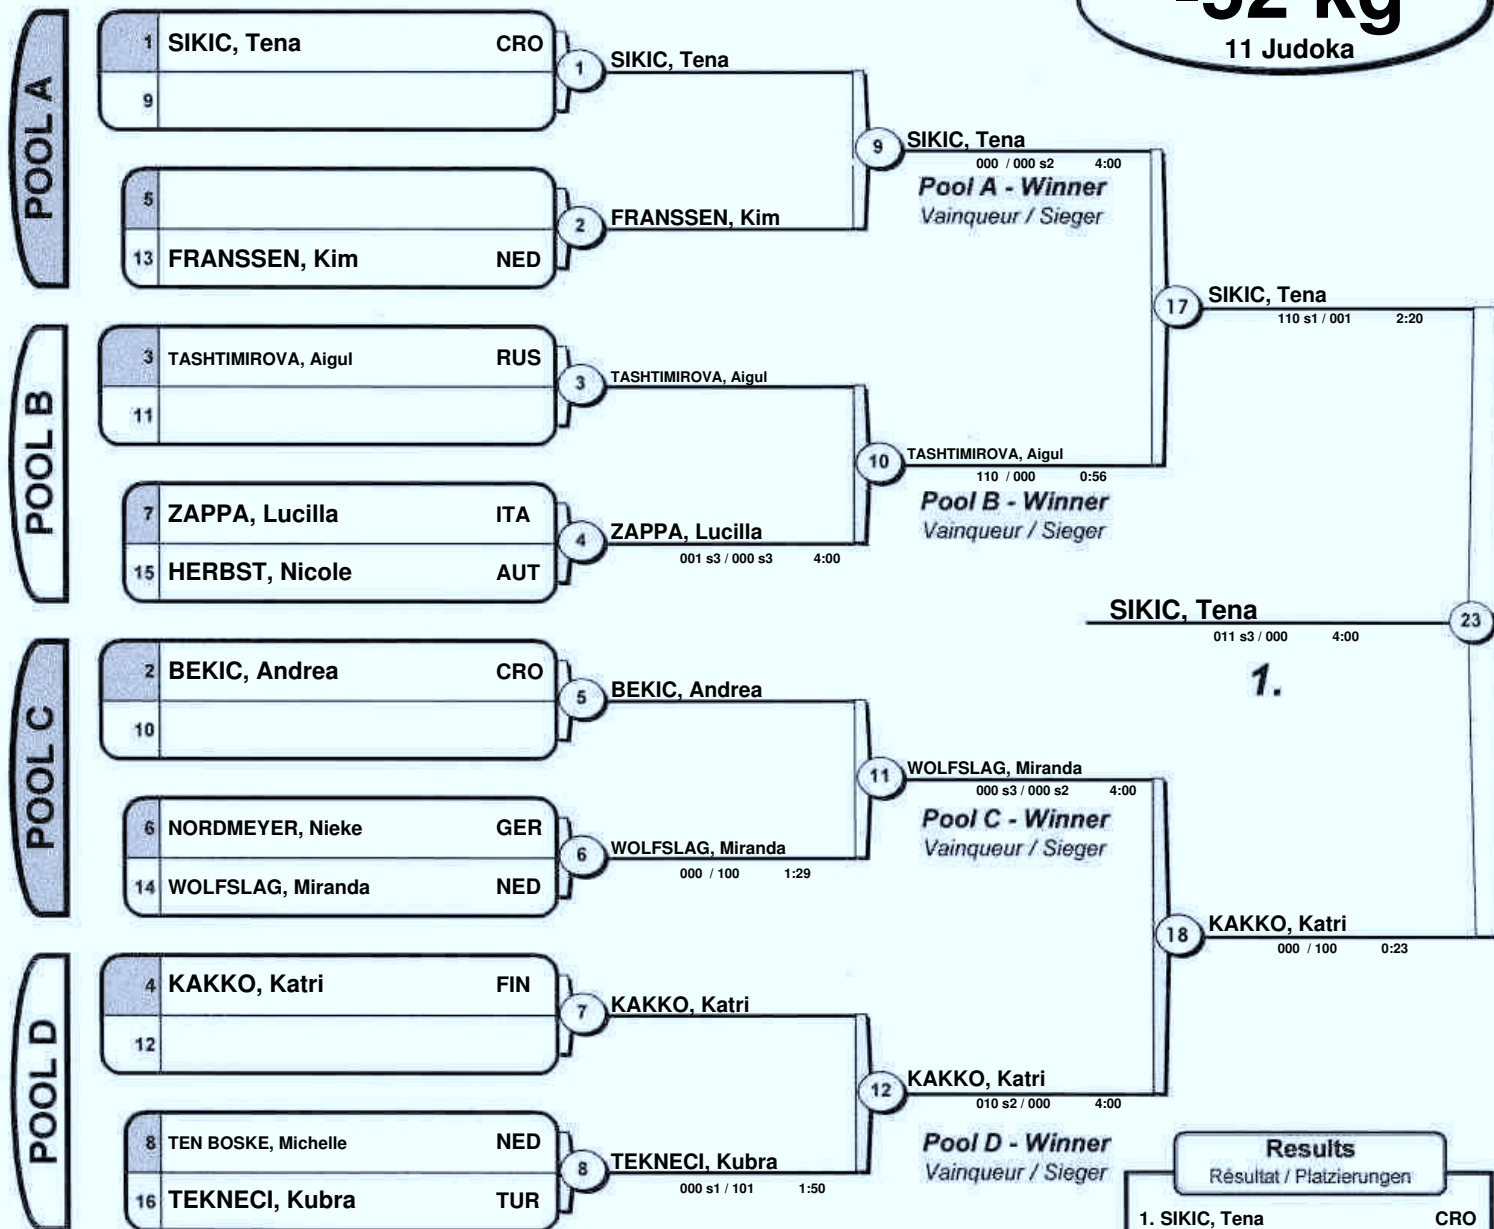 -52 kg
11 Judoka
POOL A
1 SIKIC, Tena CRO
9
5
13 FRANSSEN, Kim NED
1 SIKIC, Tena
2 FRANSSEN, Kim
9 SIKIC, Tena
000 / 000 s2 4:00
Pool A - Winner
Vainqueur / Sieger
POOL B
3 TASHTIMIROVA, Aigul RUS
11
7 ZAPPA, Lucilla ITA
15 HERBST, Nicole AUT
3 TASHTIMIROVA, Aigul
4 ZAPPA, Lucilla
001 s3 / 000 s3 4:00
10 TASHTIMIROVA, Aigul
110 / 000 0:56
Pool B - Winner
Vainqueur / Sieger
17 SIKIC, Tena
110 s1 / 001 2:20
SIKIC, Tena 23
011 s3 / 000 4:00
1.
POOL C
2 BEKIC, Andrea CRO
10
6 NORDMEYER, Nieke GER
14 WOLFSLAG, Miranda NED
5 BEKIC, Andrea
6 WOLFSLAG, Miranda
000 / 100 1:29
11 WOLFSLAG, Miranda
000 s3 / 000 s2 4:00
Pool C - Winner
Vainqueur / Sieger
POOL D
4 KAKKO, Katri FIN
12
8 TEN BOSKE, Michelle NED
16 TEKNECI, Kubra TUR
7 KAKKO, Katri
8 TEKNECI, Kubra
000 s1 / 101 1:50
12 KAKKO, Katri
010 s2 / 000 4:00
Pool D - Winner
Vainqueur / Sieger
18 KAKKO, Katri
000 / 100 0:23
Results
Résultat / Platzierungen
1. SIKIC, Tena CRO